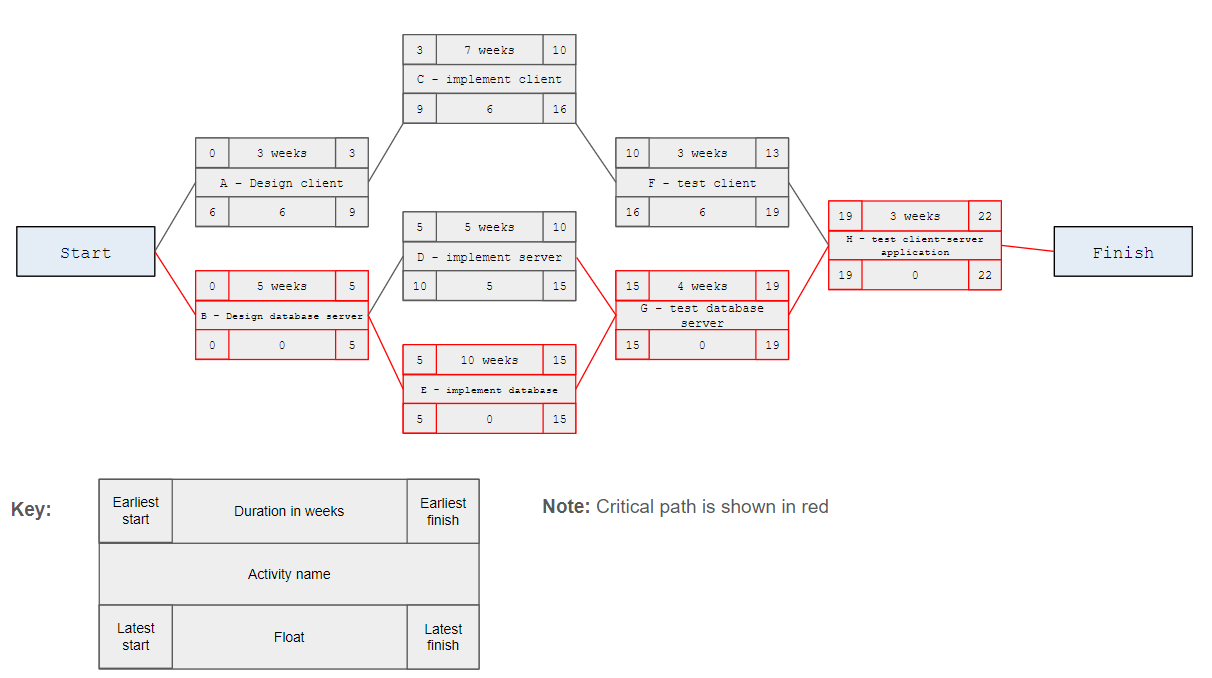 3 7 weeks 10
C - implement client
9 6 16
0 3 weeks 3
A - Design client
6 6 9
10 3 weeks 13
F - test client
16 6 19
19 3 weeks 22
H - test client-server
application
19 0 22
5 5 weeks 10
D - implement server
10 5 15
Start
Finish
0 5 weeks 5
B - Design database server
0 0 5
15 4 weeks 19
G - test database
server
15 0 19
5 10 weeks 15
E - implement database
5 0 15
Key:
Earliest
start
Duration in weeks
Earliest
finish
Activity name
Latest
start
Float
Latest
finish
Note: Critical path is shown in red